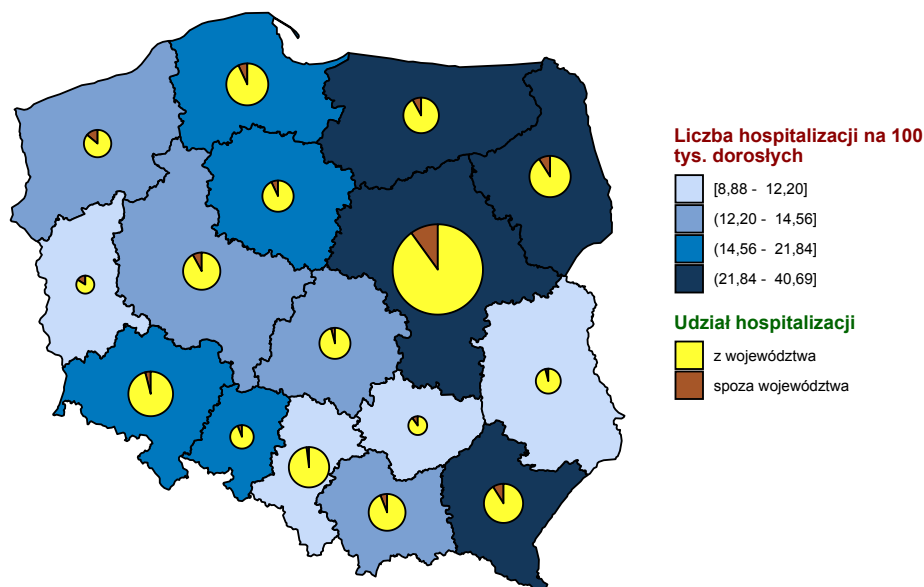 Liczba hospitalizacji na 100
tys. dorosłych
[8,88 - 12,20]
(12,20 - 14,56]
(14,56 - 21,84]
(21,84 - 40,69]
Udział hospitalizacji
z województwa
spoza województwa